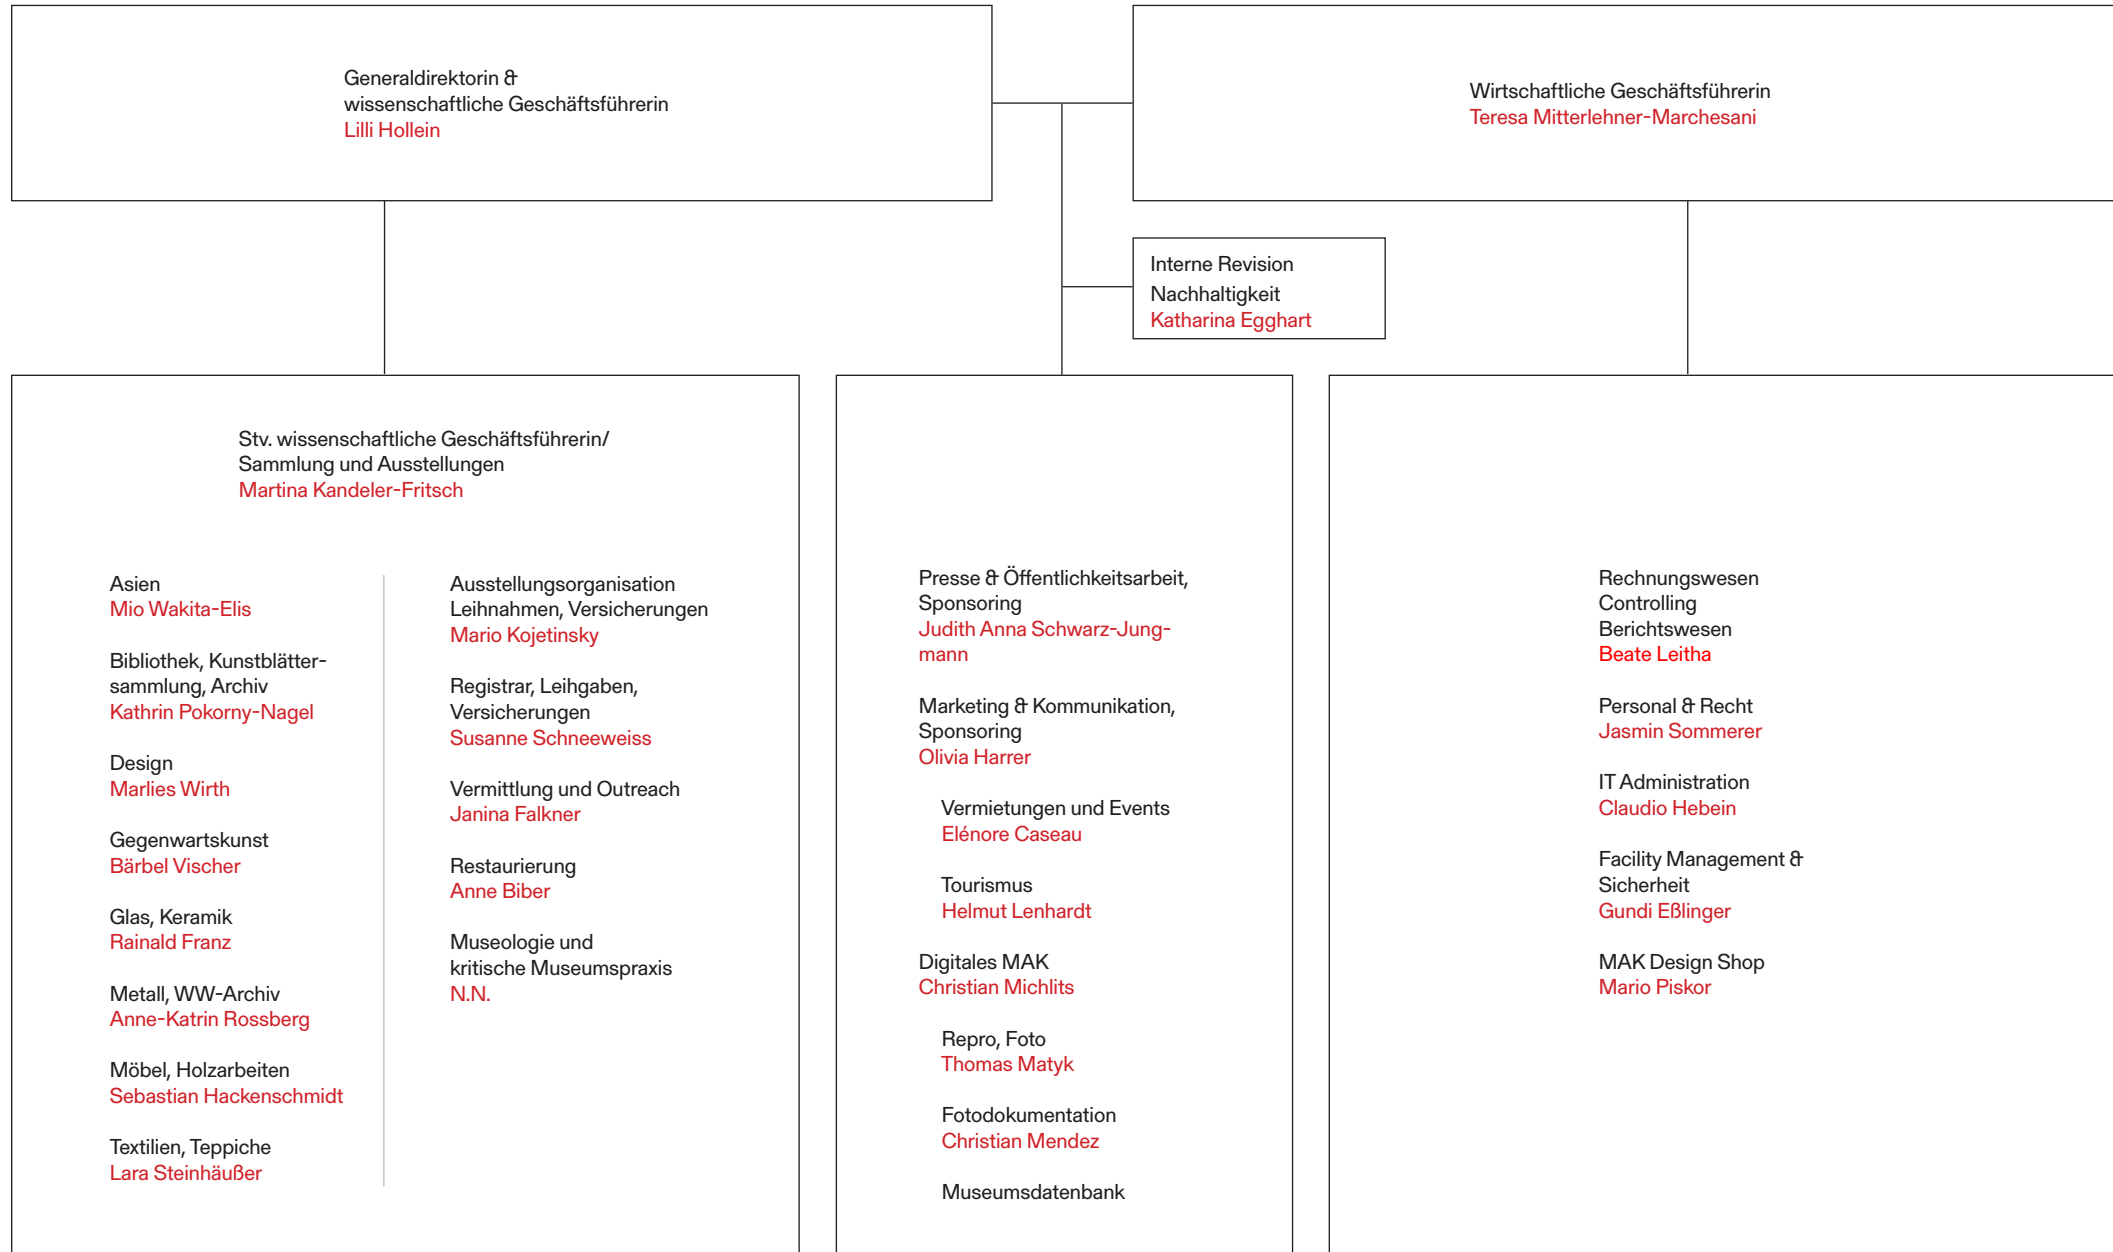 Generaldirektorin &
wissenschaftliche Geschäftsführerin
Lilli Hollein
Wirtschaftliche Geschäftsführerin
Teresa Mitterlehner-Marchesani
Interne Revision
Nachhaltigkeit
Katharina Egghart
Stv. wissenschaftliche Geschäftsführerin/
Sammlung und Ausstellungen
Martina Kandeler-Fritsch
Asien
Mio Wakita-Elis
Bibliothek, Kunstblätter-
sammlung, Archiv
Kathrin Pokorny-Nagel
Design
Marlies Wirth
Gegenwartskunst
Bärbel Vischer
Glas, Keramik
Rainald Franz
Metall, WW-Archiv
Anne-Katrin Rossberg
Möbel, Holzarbeiten
Sebastian Hackenschmidt
Textilien, Teppiche
Lara Steinhäußer
Ausstellungsorganisation
Leihnahmen, Versicherungen
Mario Kojetinsky
Registrar, Leihgaben,
Versicherungen
Susanne Schneeweiss
Vermittlung und Outreach
Janina Falkner
Restaurierung
Anne Biber
Museologie und
kritische Museumspraxis
N.N.
Presse & Öffentlichkeitsarbeit,
Sponsoring
Judith Anna Schwarz-Jung-
mann
Marketing & Kommunikation,
Sponsoring
Olivia Harrer
Vermietungen und Events
Elénore Caseau
Tourismus
Helmut Lenhardt
Digitales MAK
Christian Michlits
Repro, Foto
Thomas Matyk
Fotodokumentation
Christian Mendez
Museumsdatenbank
Rechnungswesen
Controlling
Berichtswesen
Beate Leitha
Personal & Recht
Jasmin Sommerer
IT Administration
Claudio Hebein
Facility Management &
Sicherheit
Gundi Eßlinger
MAK Design Shop
Mario Piskor